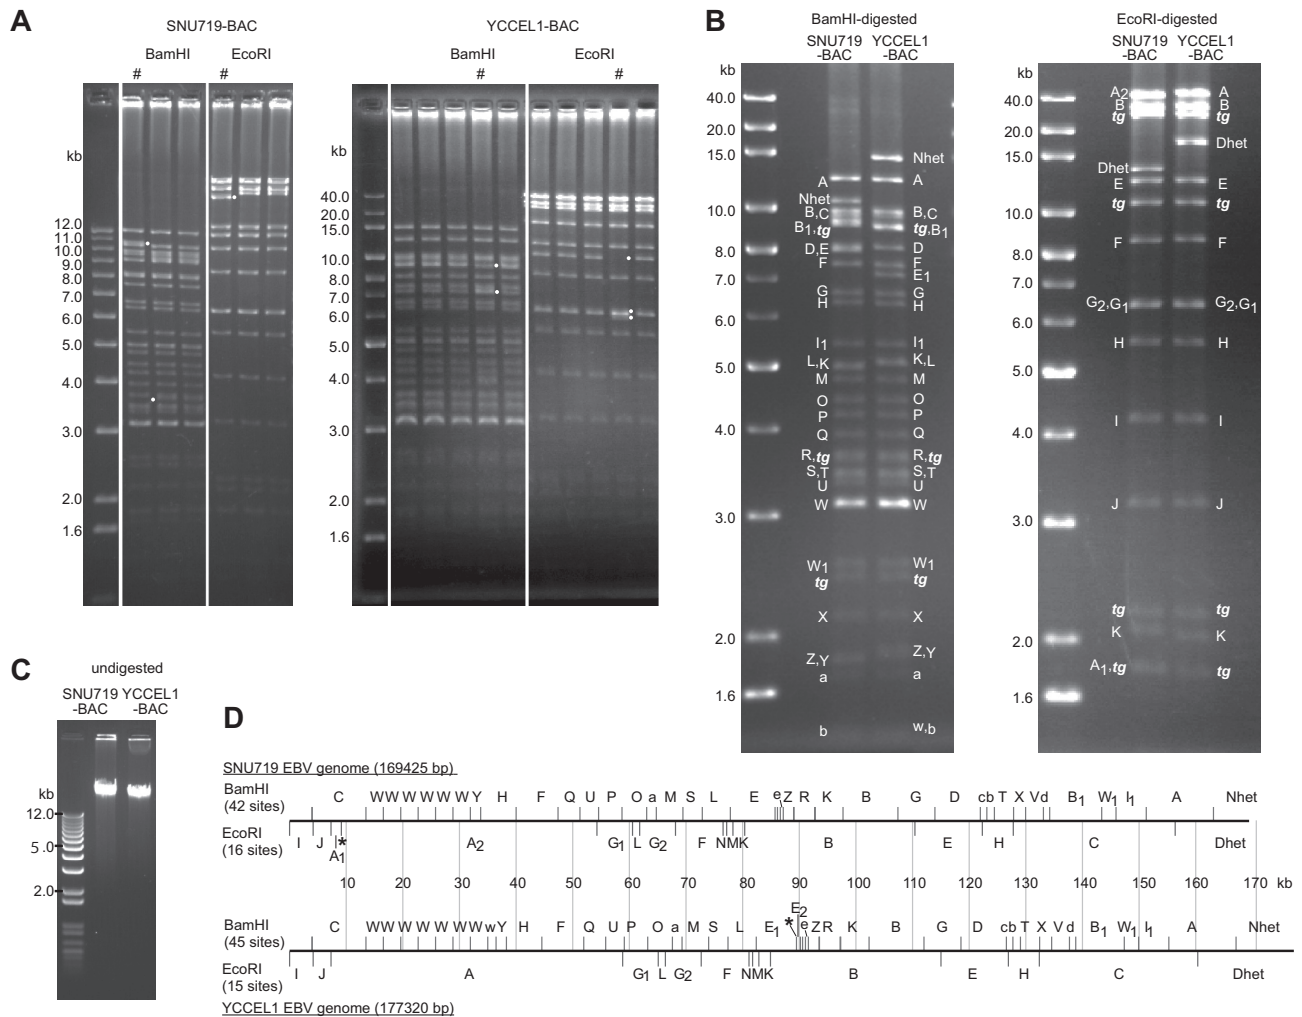 A
SNU719-BAC
BamHI EcoRI
# #
kb
12.0
11.0
10.0
9.0
8.0
7.0
6.0
5.0
4.0
3.0
2.0
1.6
YCCEL1-BAC
BamHI EcoRI
# #
kb
40.0
20.0
15.0
10.0
8.0
7.0
6.0
5.0
4.0
3.0
2.0
1.6
B
BamHI-digested
SNU719 YCCEL1
-BAC -BAC
kb
40.0
20.0
15.0
10.0
8.0
7.0
6.0
5.0
4.0
3.0
2.0
1.6
A
Nhet
B,C
B1,tg
D,E
F
G
H
I1
L,K
M
O
P
Q
R,tg
S,T
U
W
W1
tg
X
Z,Y
a
b
Nhet
A
B,C
tg,B1
D
F
E1
G
H
I1
K,L
M
O
P
Q
R,tg
S,T
U
W
W1
tg
X
Z,Y
a
w,b
EcoRI-digested
SNU719 YCCEL1
-BAC -BAC
kb
40.0
20.0
15.0
10.0
8.0
7.0
6.0
5.0
4.0
3.0
2.0
1.6
A2
B
tg
Dhet
E
tg
F
G2,G1
H
I
J
tg
K
A1,tg
A
B
tg
Dhet
E
tg
F
G2,G1
H
I
J
tg
K
tg
C
undigested
SNU719 YCCEL1
-BAC -BAC
kb
12.0
5.0
2.0
D
SNU719 EBV genome (169425 bp)
BamHI
(42 sites)
C WWWWWWWY H F Q U P O a M S L E e Z R K B G D cb T X Vd B1 W1 I1 A Nhet
EcoRI
(16 sites)
I J A1 * A2 G1 L G2 F NMK B E H C Dhet
10 20 30 40 50 60 70 80 90 100 110 120 130 140 150 160 170 kb
BamHI
(45 sites)
C WWWWWWWWwY H F Q U P O a M S L E1 * E2 e Z R K B G D cb T X V d B1 W1 I1 A Nhet
EcoRI
(15 sites)
I J A G1 L G2 F NMK B E H C Dhet
YCCEL1 EBV genome (177320 bp)